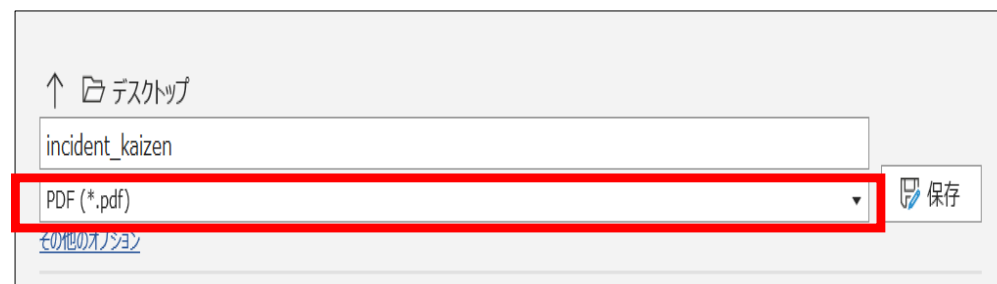 デスクトップ
incident_kaizen
PDF (*.pdf)
保存
その他のオプション